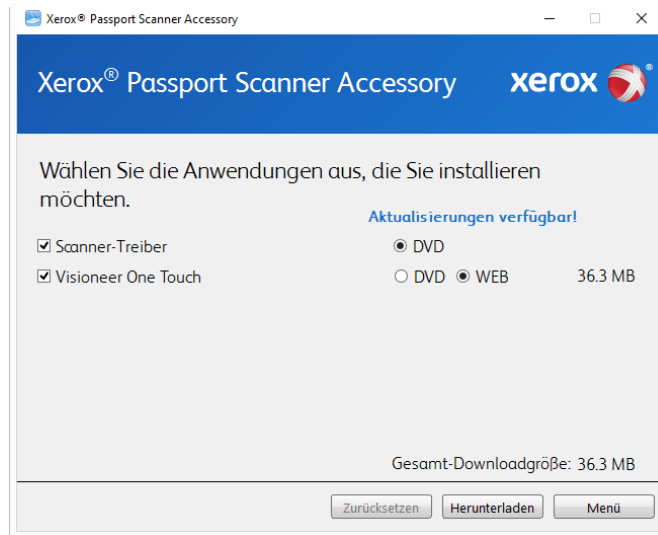 Xerox® Passport Scanner Accessory
Xerox® Passport Scanner Accessory xerox ®
Wählen Sie die Anwendungen aus, die Sie installieren
möchten.
Aktualisierungen verfügbar!
Scanner-Treiber DVD
Visioneer One Touch DVD WEB 36.3 MB
Gesamt-Downloadgröße: 36.3 MB
Zurücksetzen Herunterladen Menü